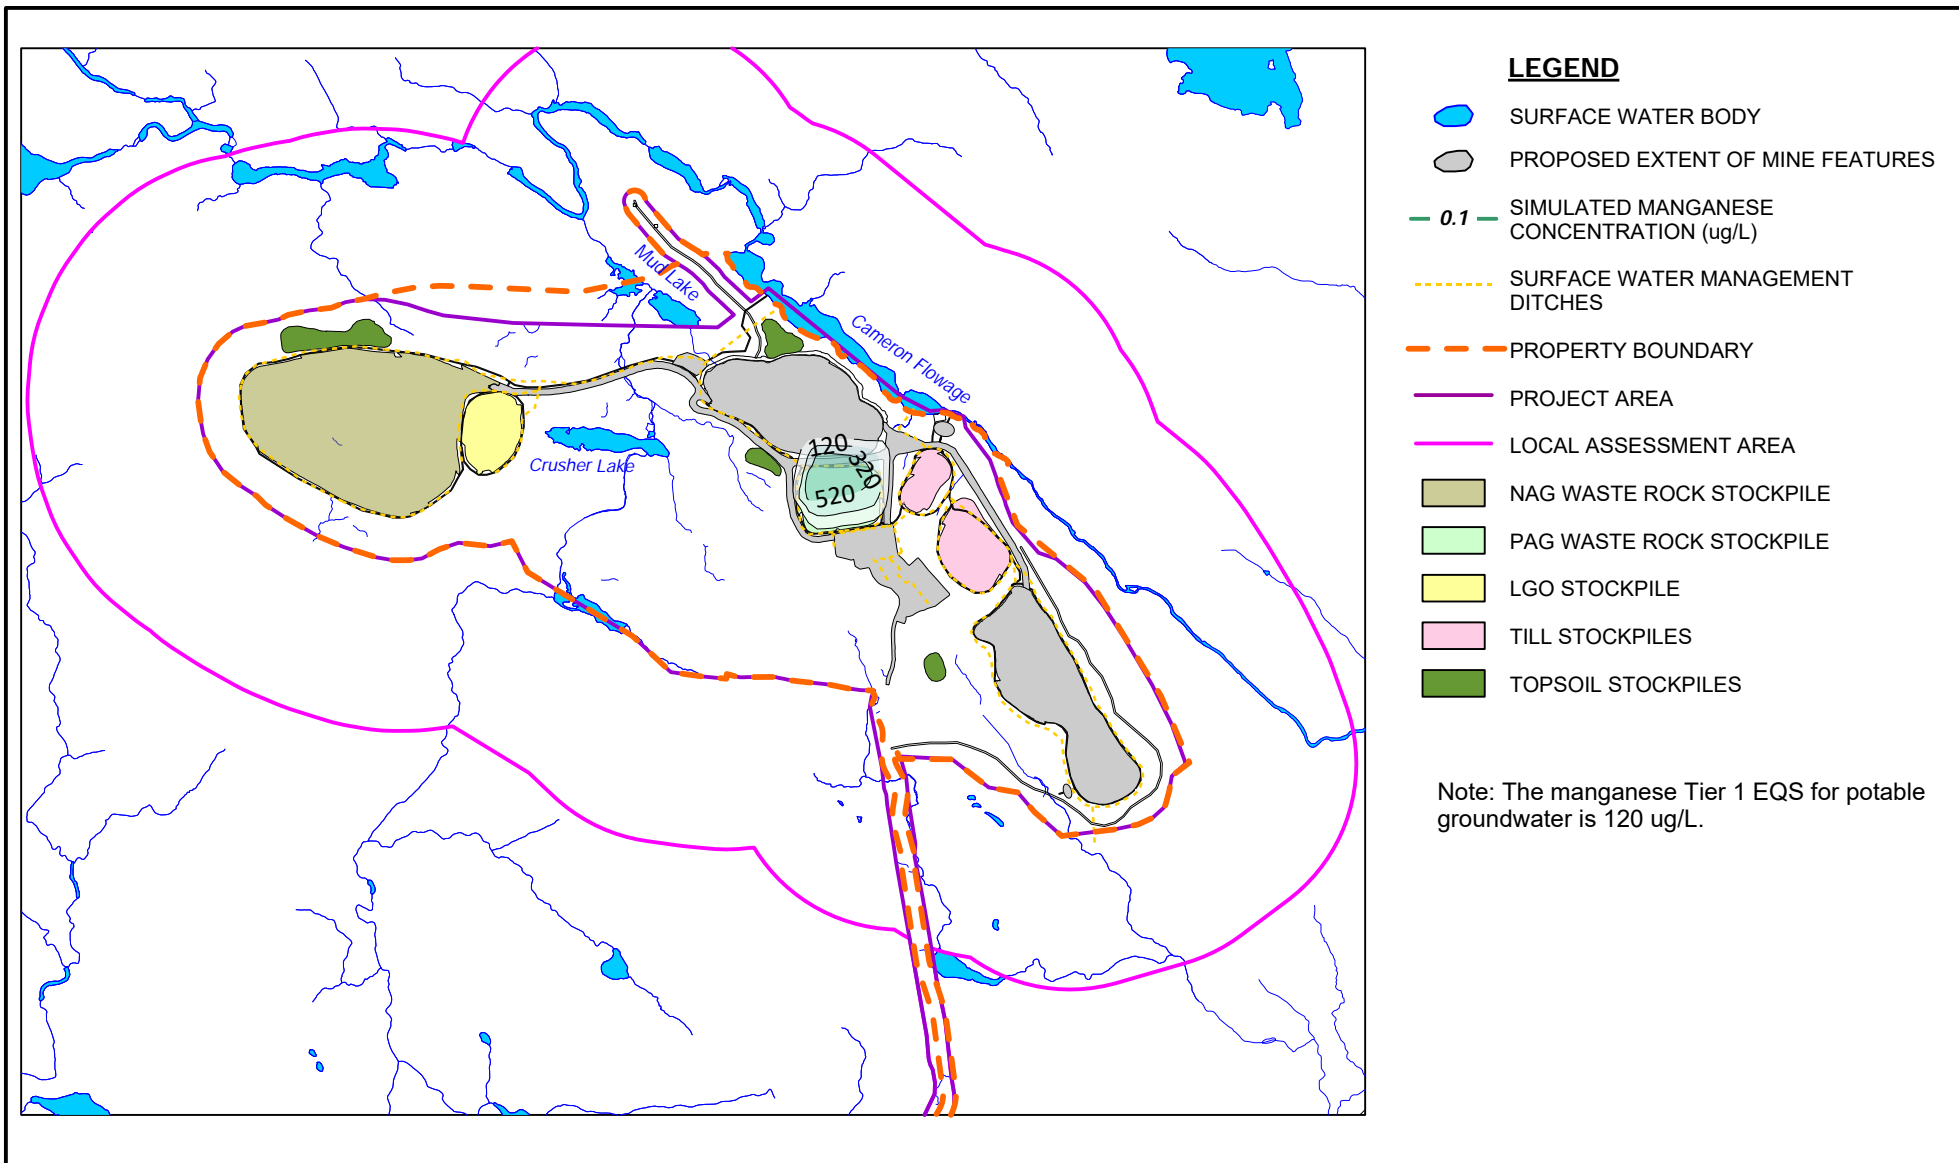 LEGEND
SURFACE WATER BODY
PROPOSED EXTENT OF MINE FEATURES
0.1
SIMULATED MANGANESE
CONCENTRATION (ug/L)
SURFACE WATER MANAGEMENT
DITCHES
PROPERTY BOUNDARY
PROJECT AREA
LOCAL ASSESSMENT AREA
NAG WASTE ROCK STOCKPILE
PAG WASTE ROCK STOCKPILE
LGO STOCKPILE
TILL STOCKPILES
TOPSOIL STOCKPILES
Note: The manganese Tier 1 EQS for potable
groundwater is 120 ug/L.
Mud Lake
Cameron Flowage
Crusher Lake
120
320
520